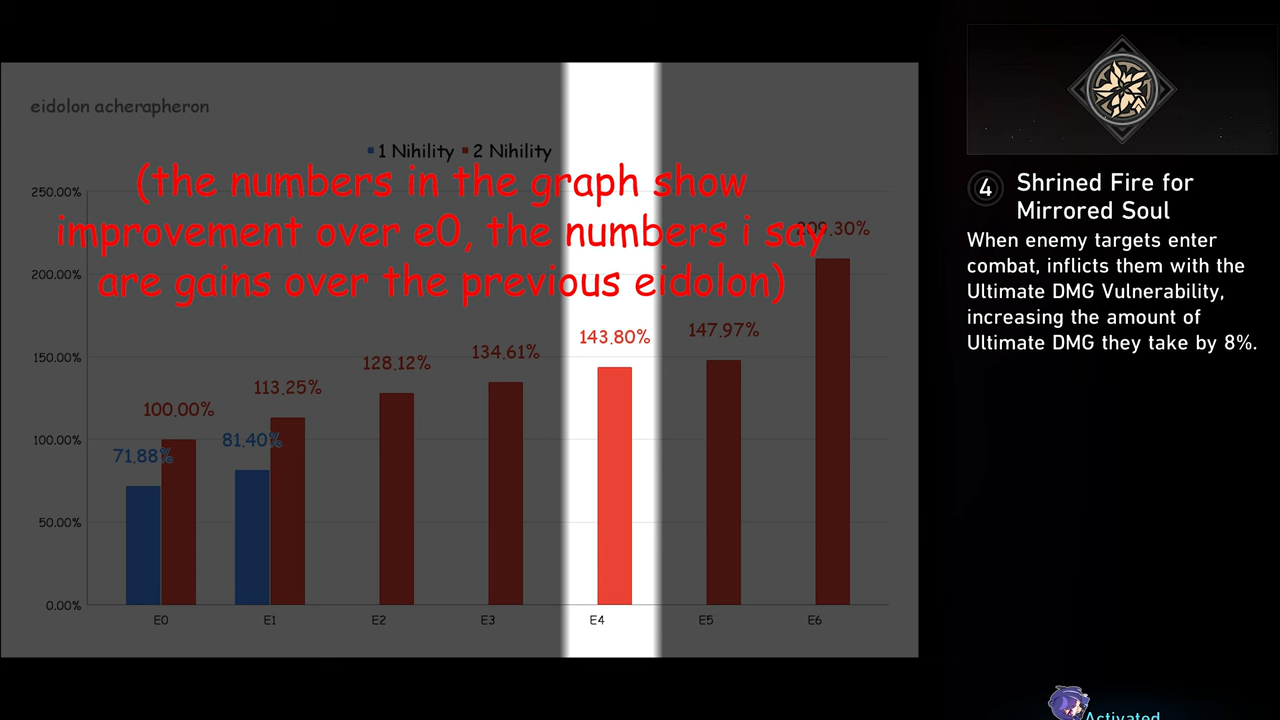 eidolon acherapheron
1 Nihility 2 Nihility
(the numbers in the graph show
improvement over e0, the numbers i say
are gains over the previous eidolon)
250.00%
200.00%
150.00%
100.00%
50.00%
0.00%
71.88%
100.00%
81.40%
113.25%
128.12%
134.61%
143.80%
147.97%
209.30%
E0
E1
E2
E3
E4
E5
E6
4
Shrined Fire for
Mirrored Soul
When enemy targets enter
combat, inflicts them with the
Ultimate DMG Vulnerability,
increasing the amount of
Ultimate DMG they take by 8%.
Activated